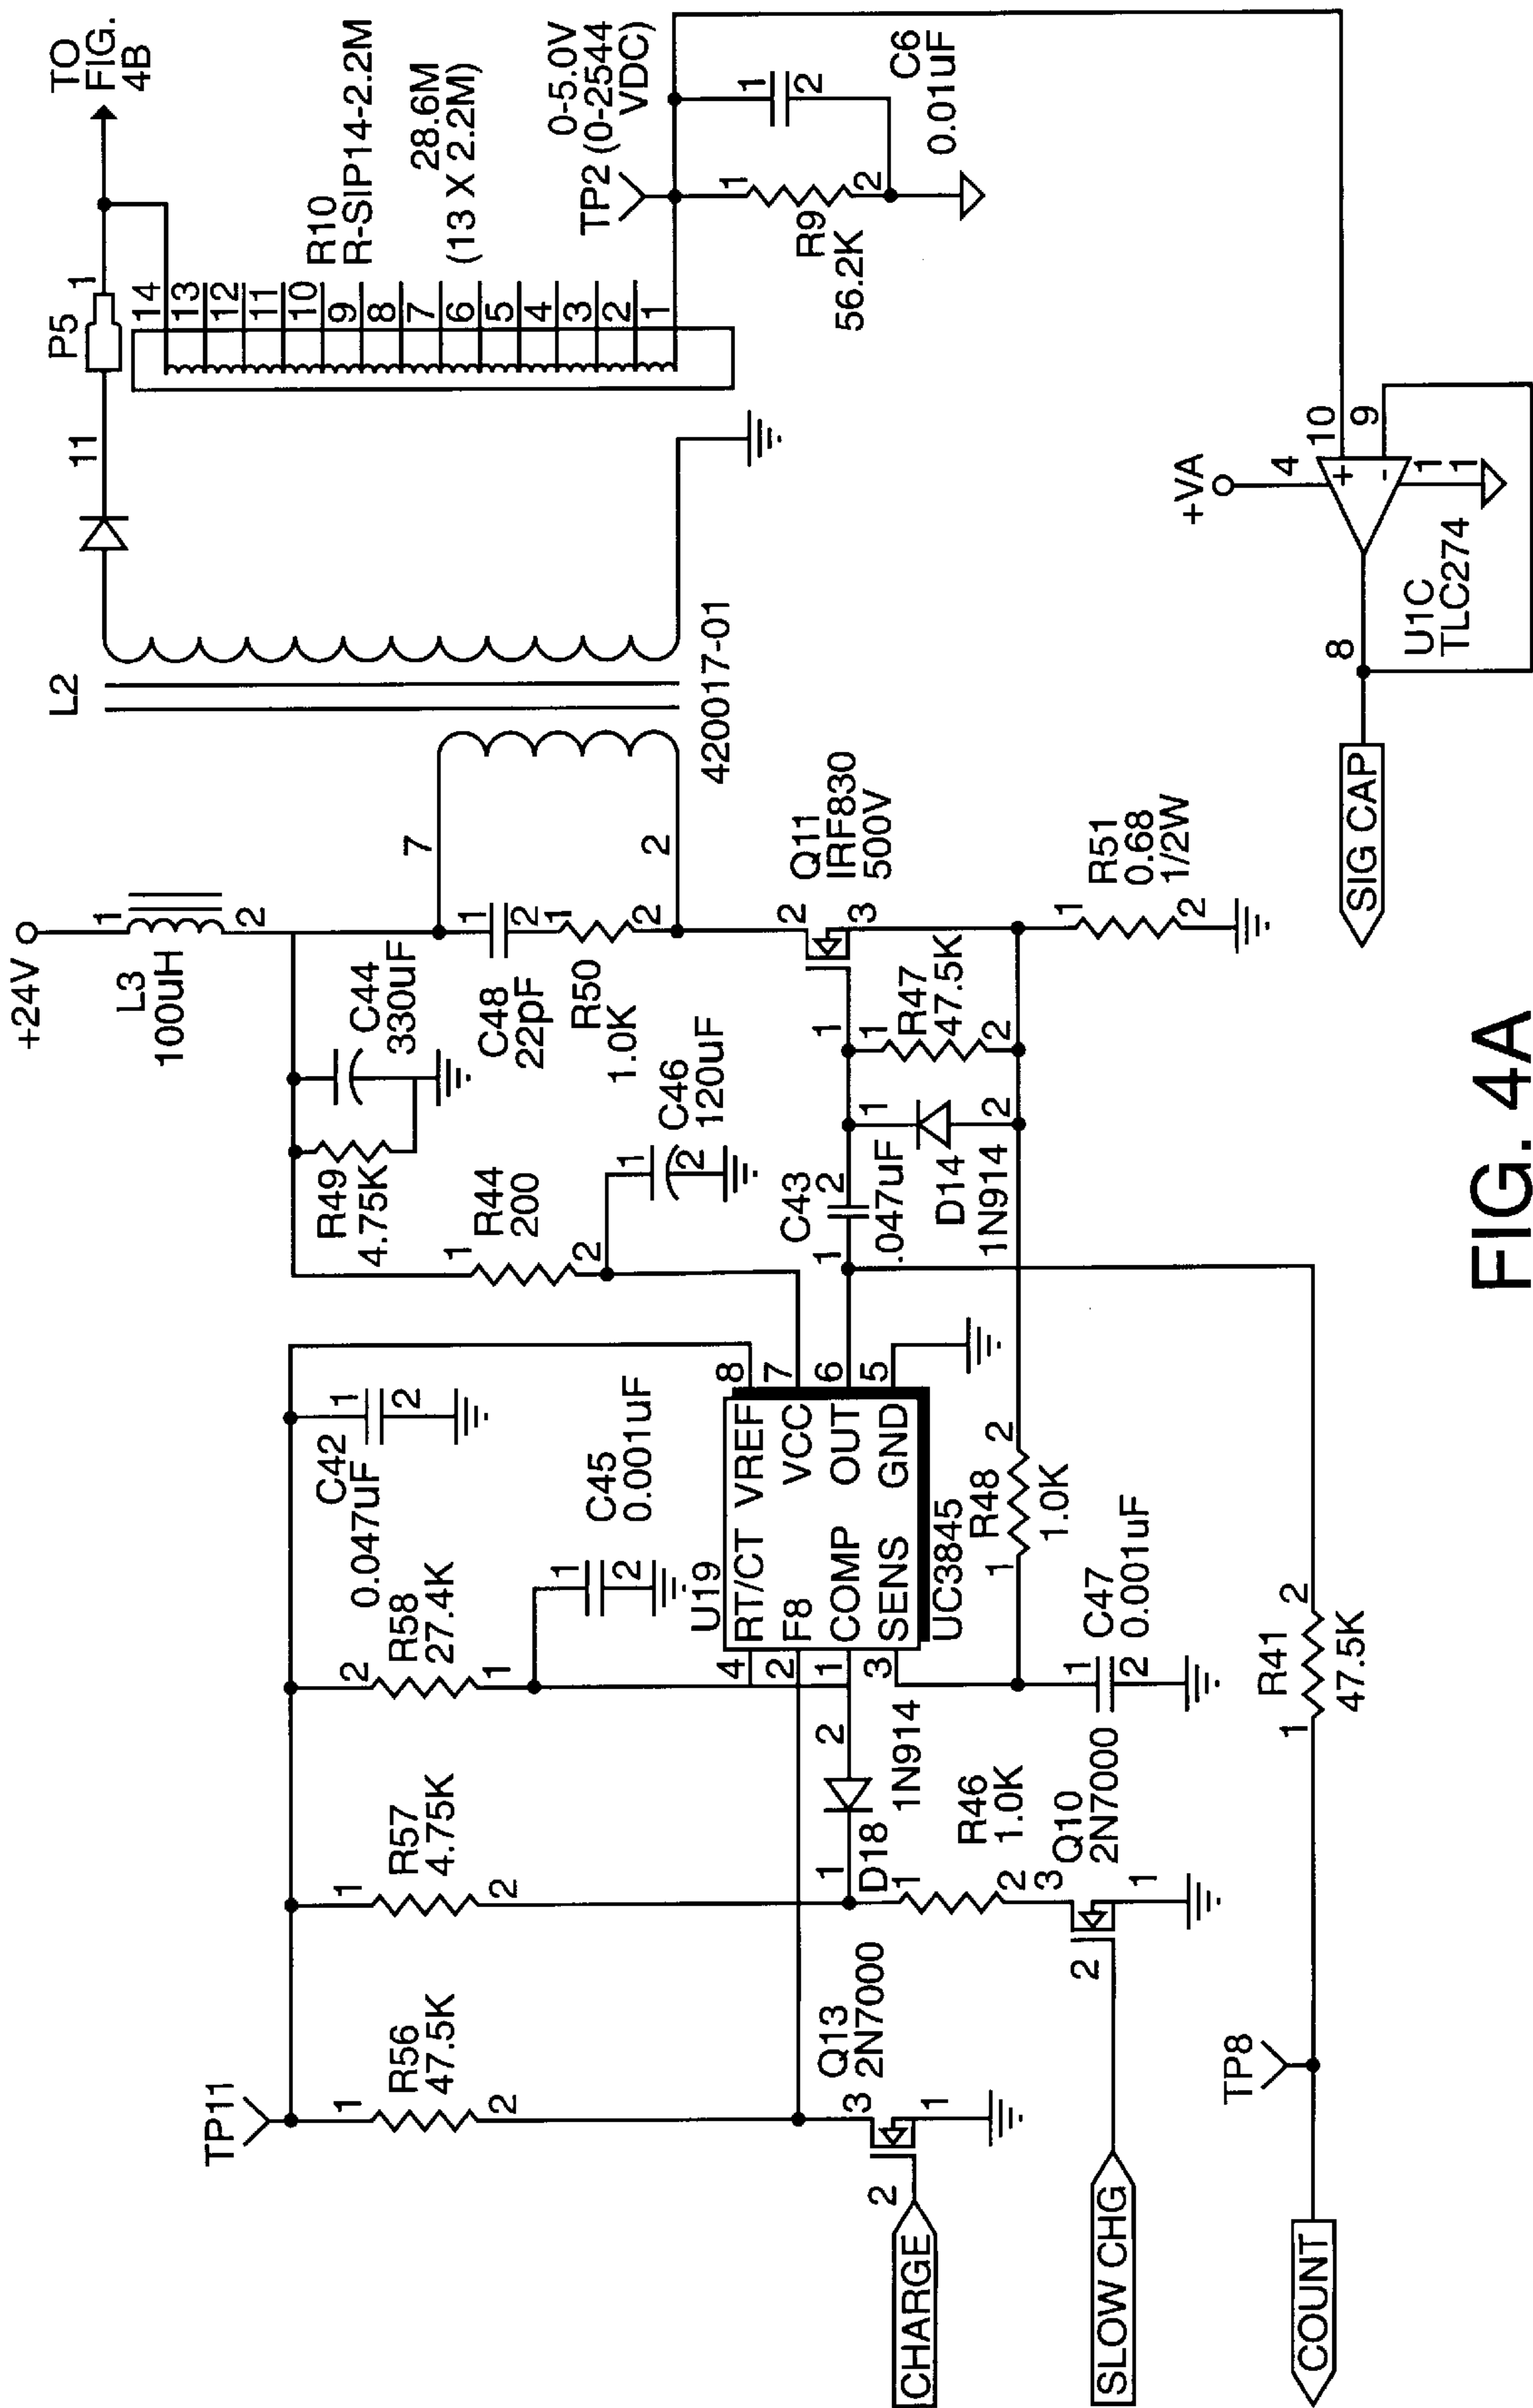 +24V
L3
100uH
1
2
TO
FIG.
4B
P5
1
11
L2
7
2
420017-01
14
13
12
11
10
9
8
7
6
5
4
3
2
1
R10
R-SIP14-2.2M
28.6M
(13 X 2.2M)
0-5.0V
(0-2544
VDC)
TP2
1
2
R9
56.2K
1
2
C6
0.01uF
TP11
1
R56
47.5K
2
1
R57
4.75K
2
2
R58
27.4K
1
C42
0.047uF
1
2
C45
0.001uF
1
2
R49
4.75K
C44
330uF
1
R44
200
2
C46
120uF
1
2
C48
22pF
1
2
R50
1.0K
1
2
U19
RT/CT
VREF
F8
VCC
COMP
OUT
SENS
GND
UC3845
4
2
1
3
8
7
6
5
C43
.047uF
1
2
D14
1N914
1
2
R47
47.5K
1
2
Q11
IRF830
500V
1
2
3
R51
0.68
1/2W
1
2
R48
1.0K
1
2
C47
0.001uF
1
2
D18
1N914
1
2
R46
1.0K
1
2
Q10
2N7000
3
2
1
Q13
2N7000
3
2
1
CHARGE
SLOW CHG
COUNT
TP8
R41
47.5K
1
2
SIG CAP
8
U1C
TLC274
+VA
4
+
-
10
9
11
FIG. 4A